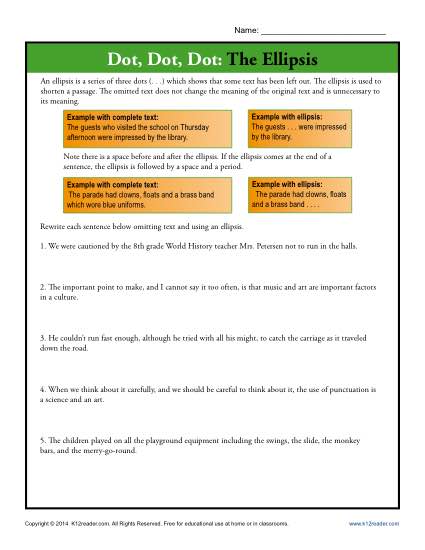 Name: ______________________________
Dot, Dot, Dot: The Ellipsis
An ellipsis is a series of three dots (. . .) which shows that some text has been left out. The ellipsis is used to
shorten a passage. The omitted text does not change the meaning of the original text and is unnecessary to
its meaning.
Example with complete text:
The guests who visited the school on Thursday
afternoon were impressed by the library.
Example with ellipsis:
The guests . . . were impressed
by the library.
Note there is a space before and after the ellipsis. If the ellipsis comes at the end of a
sentence, the ellipsis is followed by a space and a period.
Example with complete text:
The parade had clowns, floats and a brass band
which wore blue uniforms.
Example with ellipsis:
The parade had clowns, floats
and a brass band . . . .
Rewrite each sentence below omitting text and using an ellipsis.
1. We were cautioned by the 8th grade World History teacher Mrs. Petersen not to run in the halls.
2. The important point to make, and I cannot say it too often, is that music and art are important factors
in a culture.
3. He couldn't run fast enough, although he tried with all his might, to catch the carriage as it traveled
down the road.
4. When we think about it carefully, and we should be careful to think about it, the use of punctuation is
a science and an art.
5. The children played on all the playground equipment including the swings, the slide, the monkey
bars, and the merry-go-round.
Copyright © 2014 K12reader.com. All Rights Reserved. Free for educational use at home or in classrooms.
www.k12reader.com